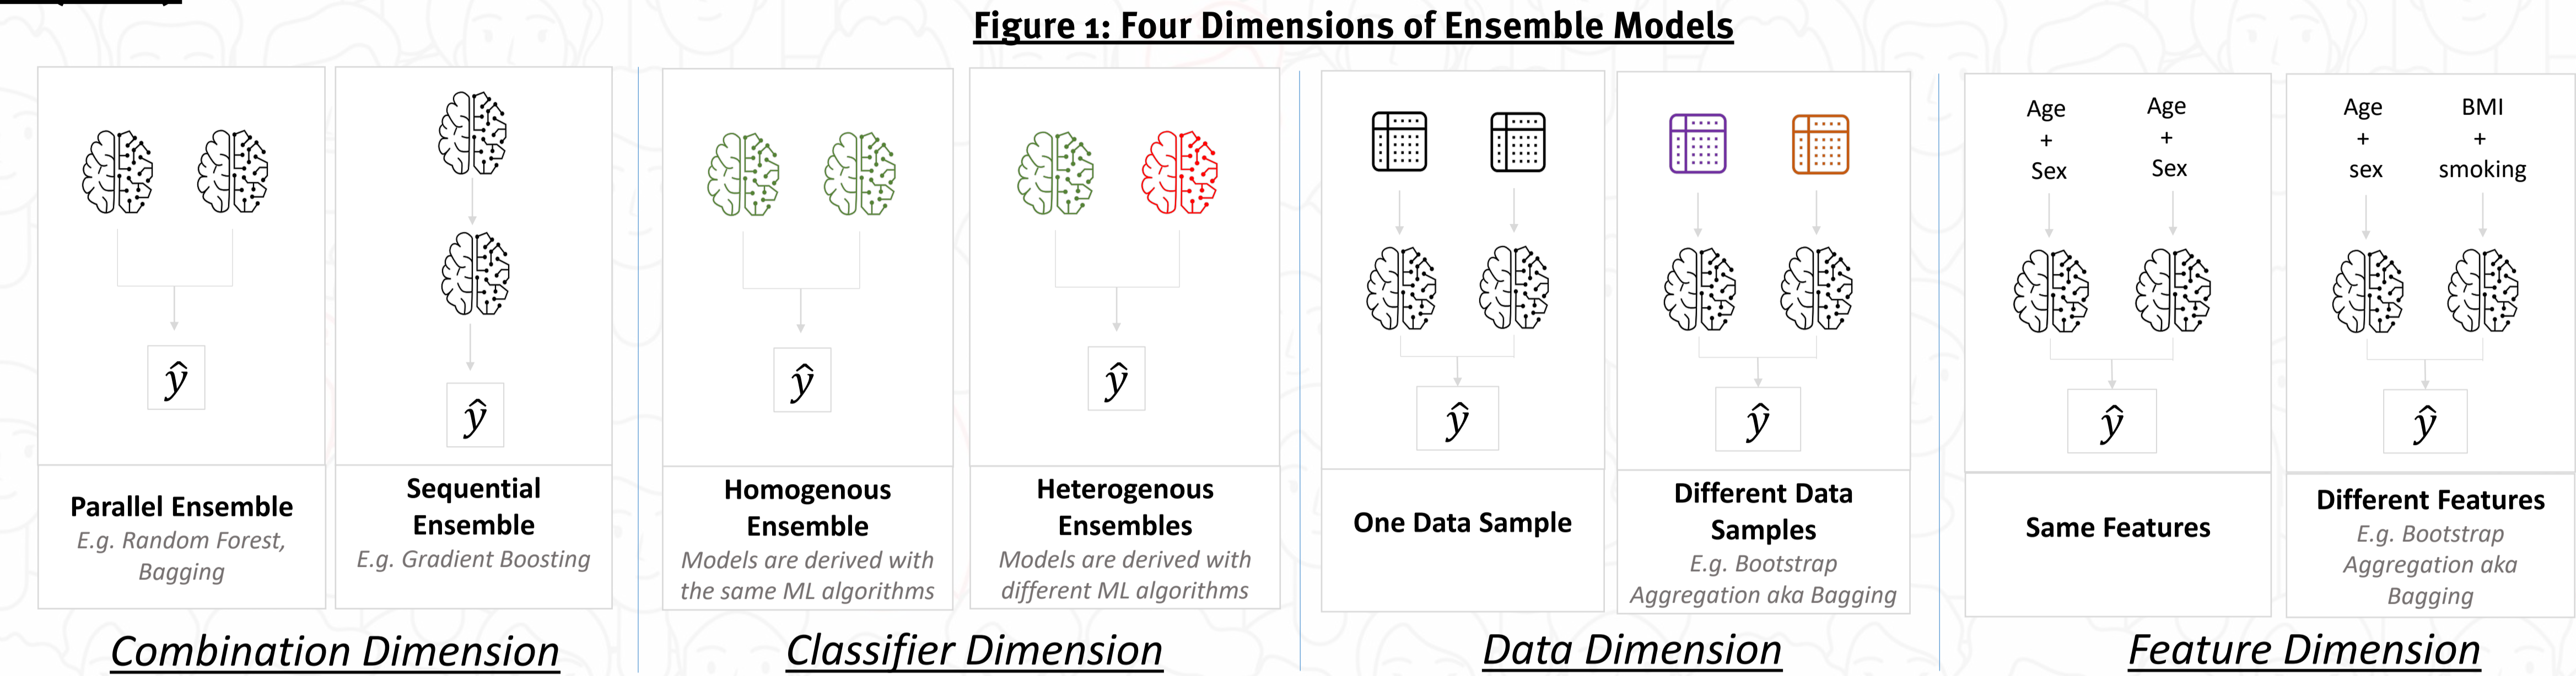 Figure 1: Four Dimensions of Ensemble Models
ŷ
Parallel Ensemble
E.g. Random Forest,
Bagging
ŷ
Sequential
Ensemble
E.g. Gradient Boosting
Combination Dimension
ŷ
Homogenous
Ensemble
Models are derived with
the same ML algorithms
ŷ
Heterogenous
Ensembles
Models are derived with
different ML algorithms
Classifier Dimension
ŷ
One Data Sample
ŷ
Different Data
Samples
E.g. Bootstrap
Aggregation aka Bagging
Data Dimension
Age
+
Sex
Age
+
Sex
ŷ
Same Features
Age
+
sex
BMI
+
smoking
ŷ
Different Features
E.g. Bootstrap
Aggregation aka
Bagging
Feature Dimension